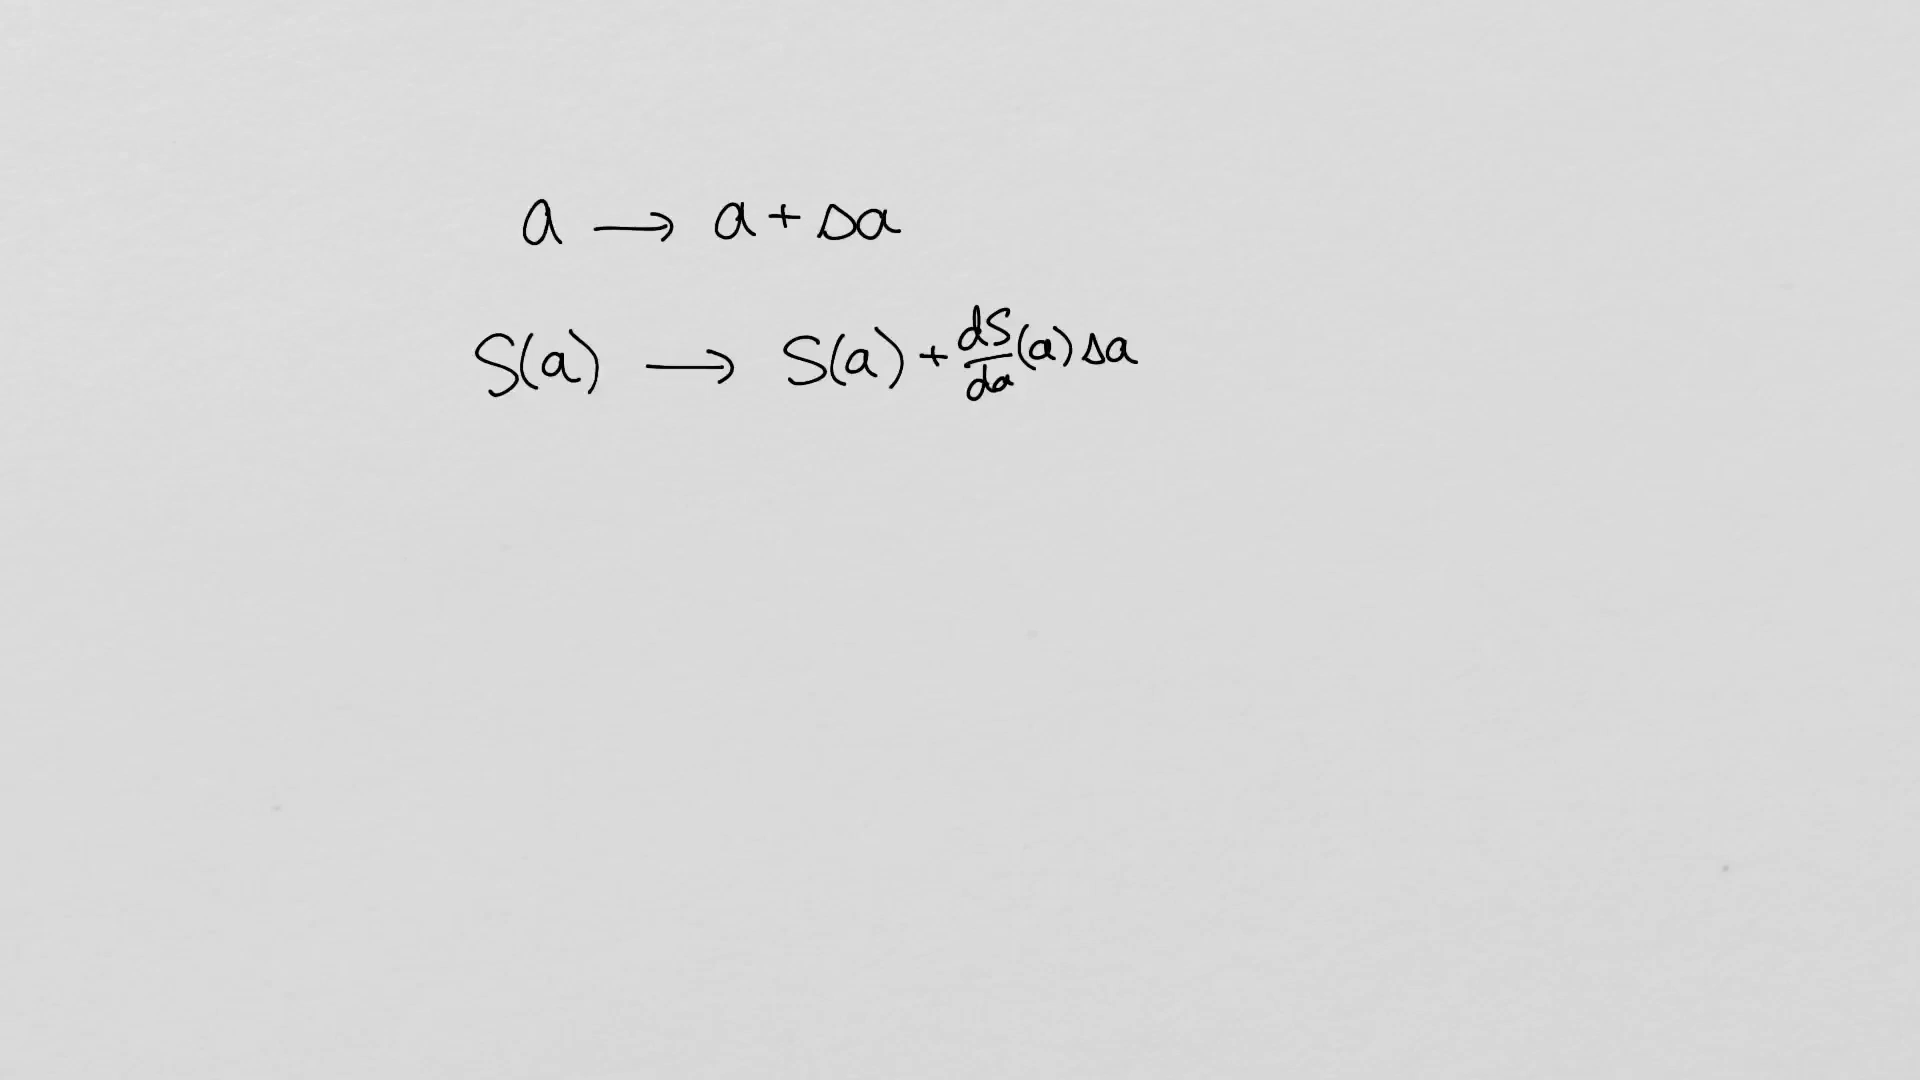 a → a + Δa
S(a) → S(a) + dS/da (a) Δa